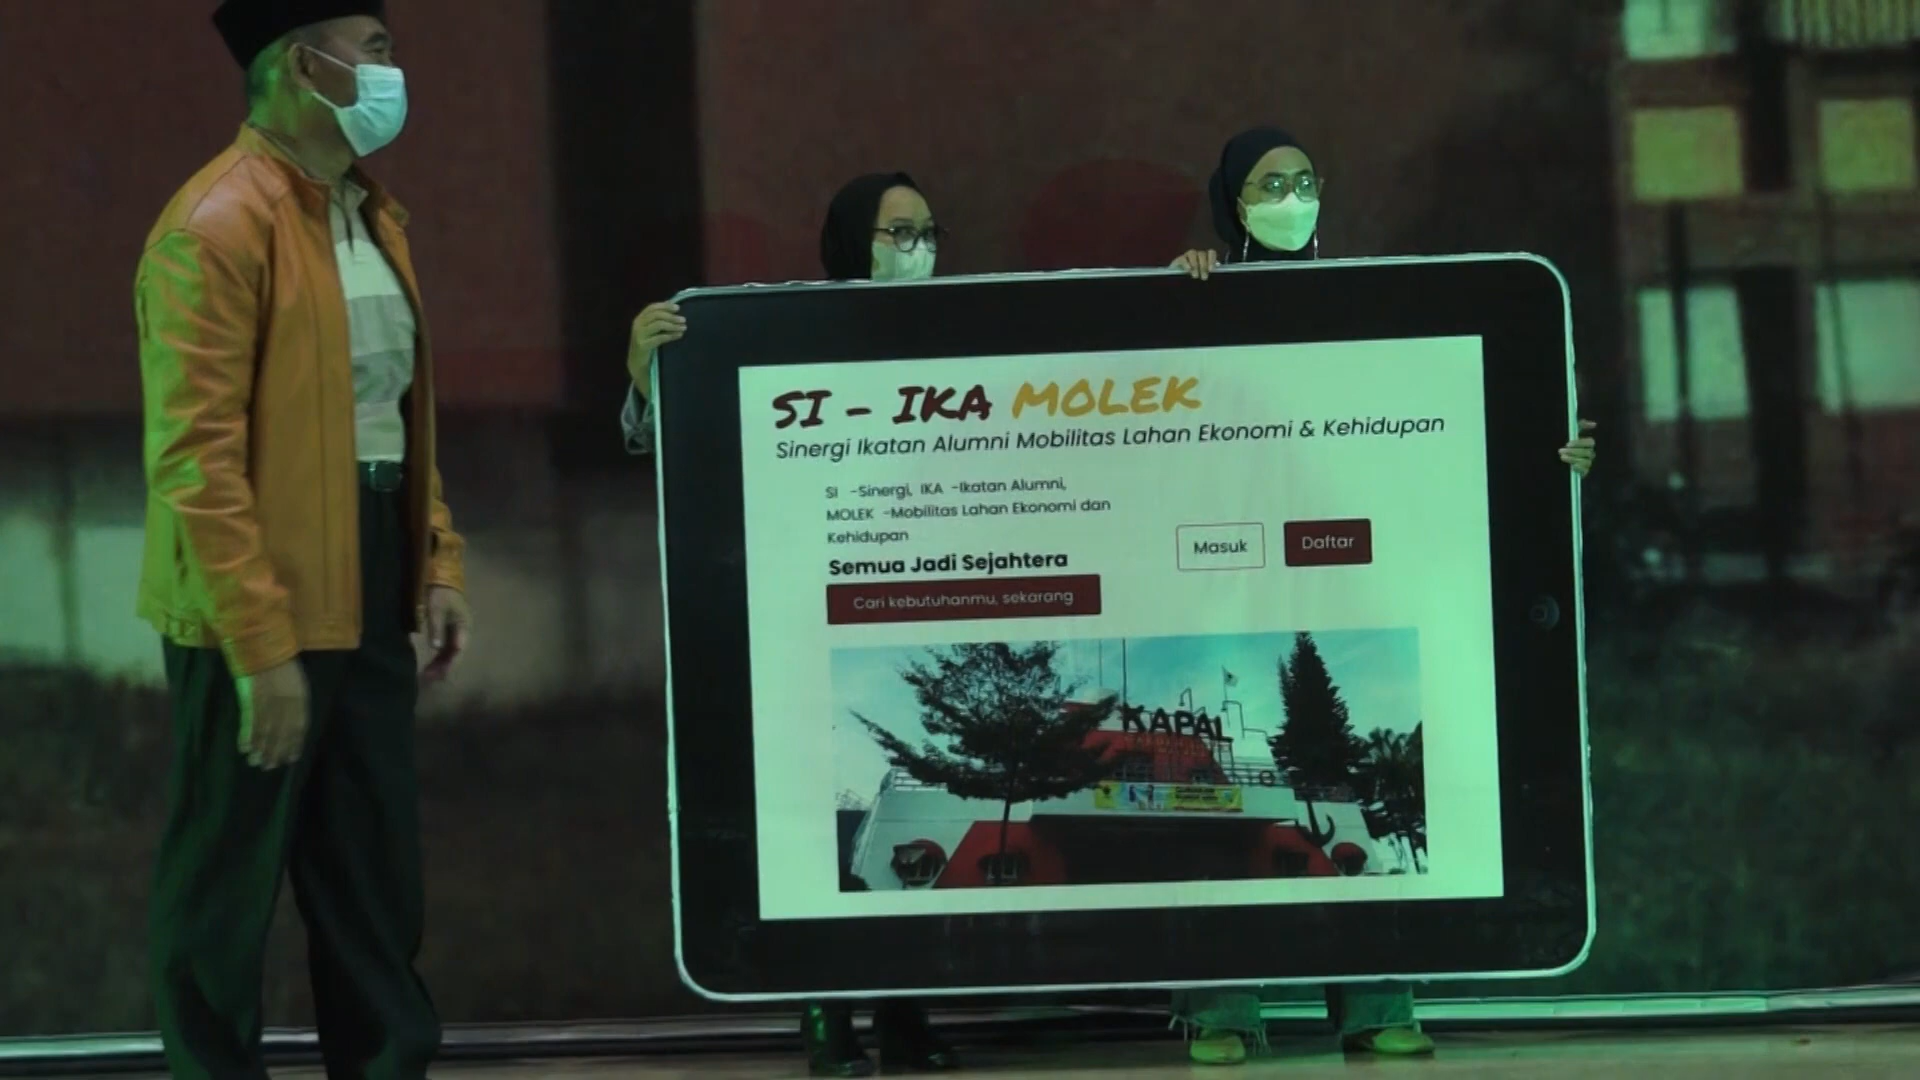 SI - IKA MOLEK
Sinergi Ikatan Alumni Mobilitas Lahan Ekonomi & Kehidupan
SI -Sinergi, IKA -Ikatan Alumni,
MOLEK -Mobilitas Lahan Ekonomi dan
Kehidupan
Semua Jadi Sejahtera
Cari kebutuhanmu, sekarang
Masuk
Daftar
KAPAL